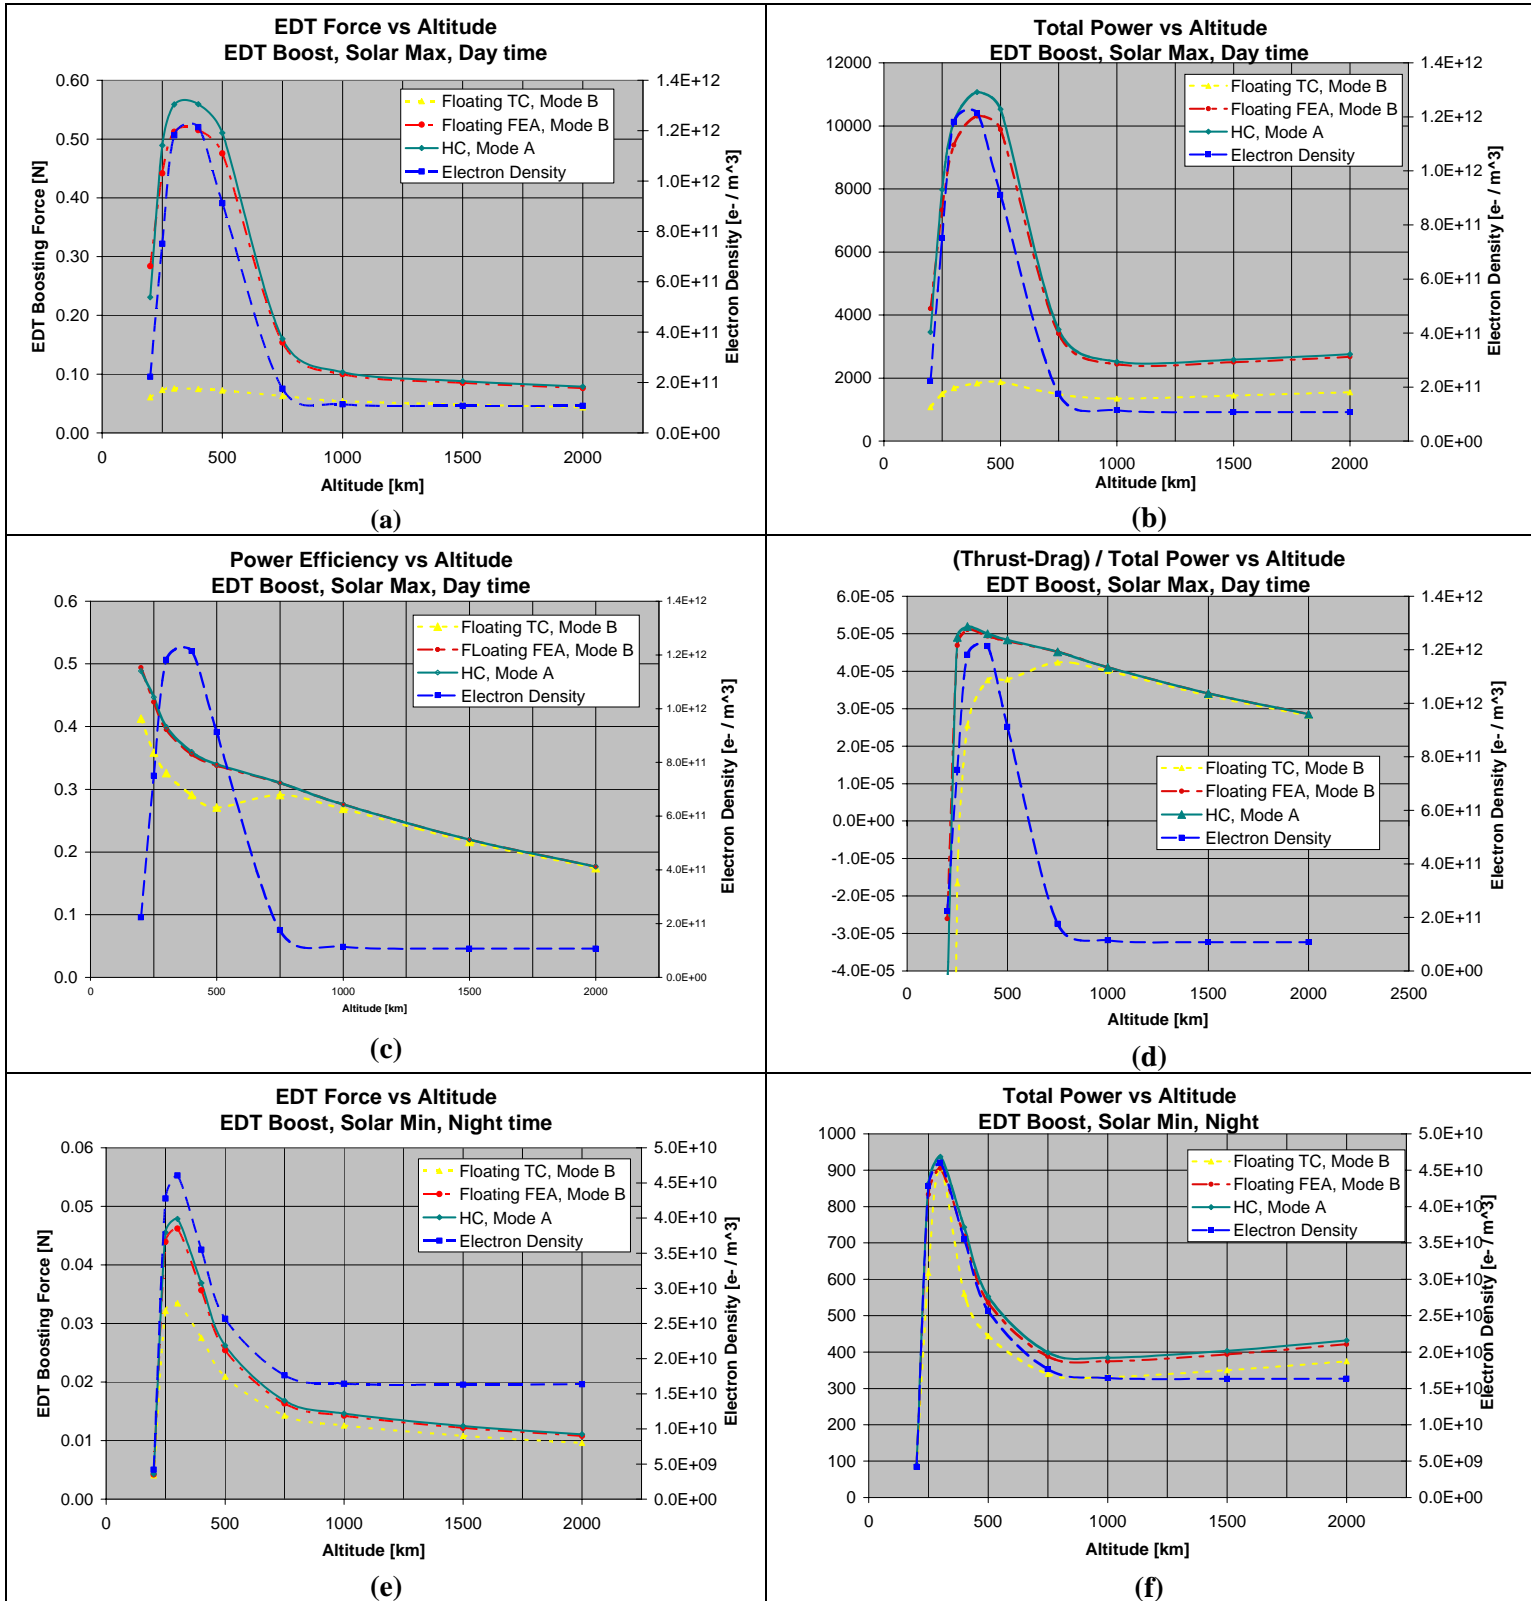 EDT Force vs Altitude
EDT Boost, Solar Max, Day time
0.60
0.50
0.40
0.30
0.20
0.10
0.00
EDT Boosting Force [N]
Floating TC, Mode B
Floating FEA, Mode B
HC, Mode A
Electron Density
1.4E+12
1.2E+12
1.0E+12
8.0E+11
6.0E+11
4.0E+11
2.0E+11
0.0E+00
Electron Density [e- / m^3]
0 500 1000 1500 2000
Altitude [km]
(a)
Total Power vs Altitude
EDT Boost, Solar Max, Day time
12000
10000
8000
6000
4000
2000
0
Floating TC, Mode B
Floating FEA, Mode B
HC, Mode A
Electron Density
1.4E+12
1.2E+12
1.0E+12
8.0E+11
6.0E+11
4.0E+11
2.0E+11
0.0E+00
Electron Density [e- / m^3]
0 500 1000 1500 2000
Altitude [km]
(b)
Power Efficiency vs Altitude
EDT Boost, Solar Max, Day time
0.6
0.5
0.4
0.3
0.2
0.1
0.0
Floating TC, Mode B
FLoating FEA, Mode B
HC, Mode A
Electron Density
1.4E+12
1.2E+12
1.0E+12
8.0E+11
6.0E+11
4.0E+11
2.0E+11
0.0E+00
Electron Density [e- / m^3]
0 500 1000 1500 2000
Altitude [km]
(c)
(Thrust-Drag) / Total Power vs Altitude
EDT Boost, Solar Max, Day time
6.0E-05
5.0E-05
4.0E-05
3.0E-05
2.0E-05
1.0E-05
0.0E+00
-1.0E-05
-2.0E-05
-3.0E-05
-4.0E-05
Floating TC, Mode B
Floating FEA, Mode B
HC, Mode A
Electron Density
1.4E+12
1.2E+12
1.0E+12
8.0E+11
6.0E+11
4.0E+11
2.0E+11
0.0E+00
Electron Density [e- / m^3]
0 500 1000 1500 2000 2500
Altitude [km]
(d)
EDT Force vs Altitude
EDT Boost, Solar Min, Night time
0.06
0.05
0.04
0.03
0.02
0.01
0.00
EDT Boosting Force [N]
Floating TC, Mode B
Floating FEA, Mode B
HC, Mode A
Electron Density
5.0E+10
4.5E+10
4.0E+10
3.5E+10
3.0E+10
2.5E+10
2.0E+10
1.5E+10
1.0E+10
5.0E+09
0.0E+00
Electron Density [e- / m^3]
0 500 1000 1500 2000
Altitude [km]
(e)
Total Power vs Altitude
EDT Boost, Solar Min, Night
1000
900
800
700
600
500
400
300
200
100
0
Floating TC, Mode B
Floating FEA, Mode B
HC, Mode A
Electron Density
5.0E+10
4.5E+10
4.0E+10
3.5E+10
3.0E+10
2.5E+10
2.0E+10
1.5E+10
1.0E+10
5.0E+09
0.0E+00
Electron Density [e- / m^3]
0 500 1000 1500 2000
Altitude [km]
(f)